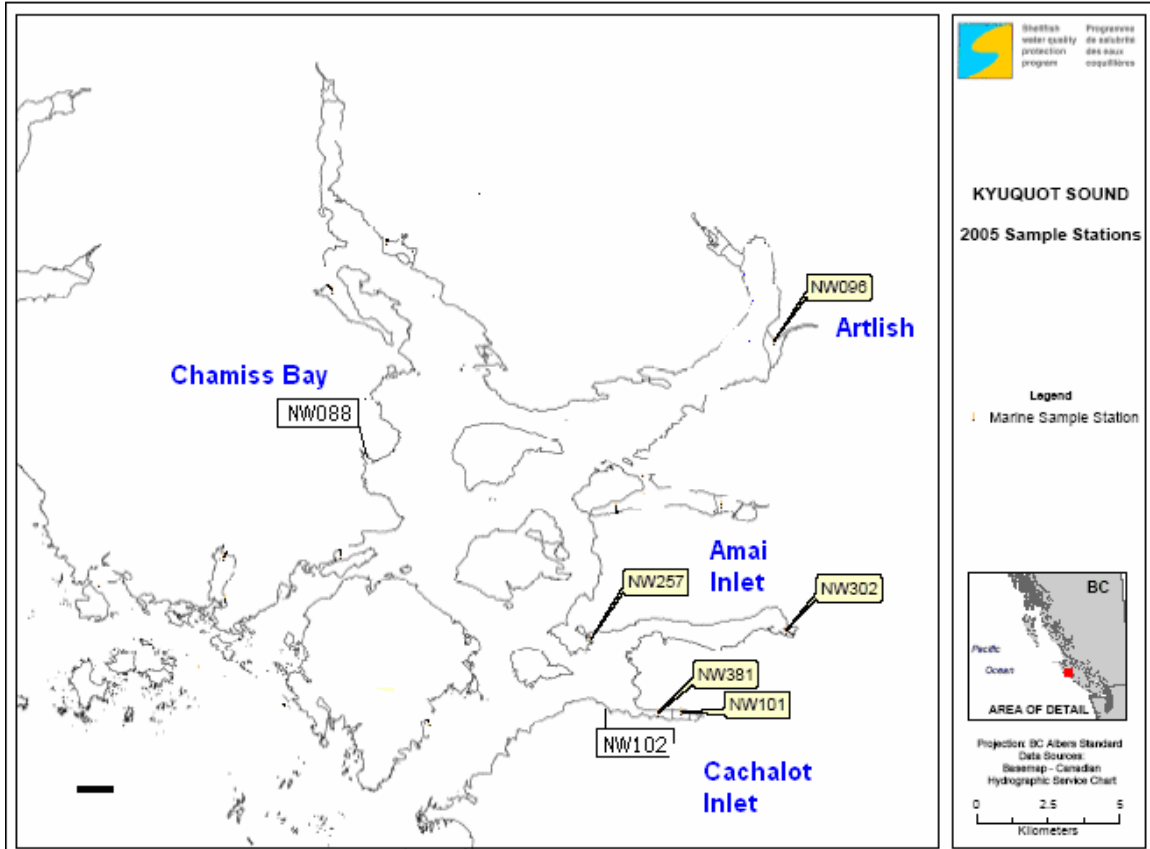 Shellfish
water quality
protection
program
Programme
de salubrité
des eaux
coquillères
KYUQUOT SOUND
2005 Sample Stations
NW096
Artlish
Chamiss Bay
NW088
Legend
Marine Sample Station
Amai
Inlet
NW257
NW302
NW381
NW101
NW102
Cachalot
Inlet
BC
Pacific
Ocean
AREA OF DETAIL
Projection: BC Albers Standard
Data Sources:
Basemap - Canadian
Hydrographic Service Chart
0 2.5 5
Kilometers